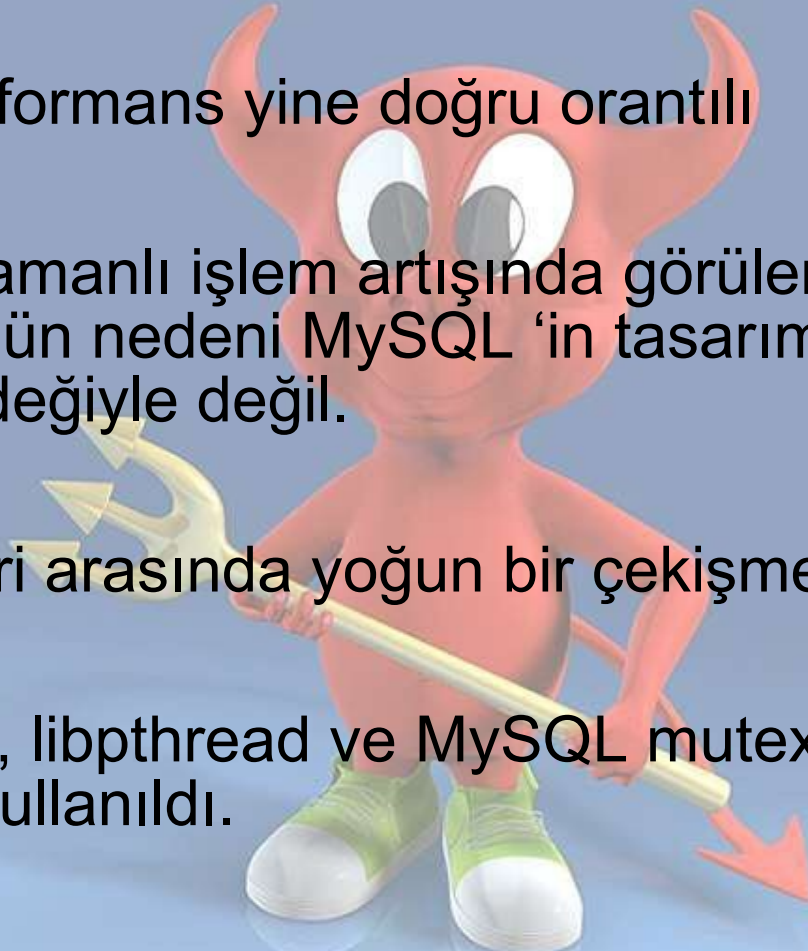 formans yine doğru orantılı
amanlı işlem artışında görülen
ün nedeni MySQL ‘in tasarım
değiyle değil.
ri arasında yoğun bir çekişme
, libpthread ve MySQL mutex
ullanıldı.